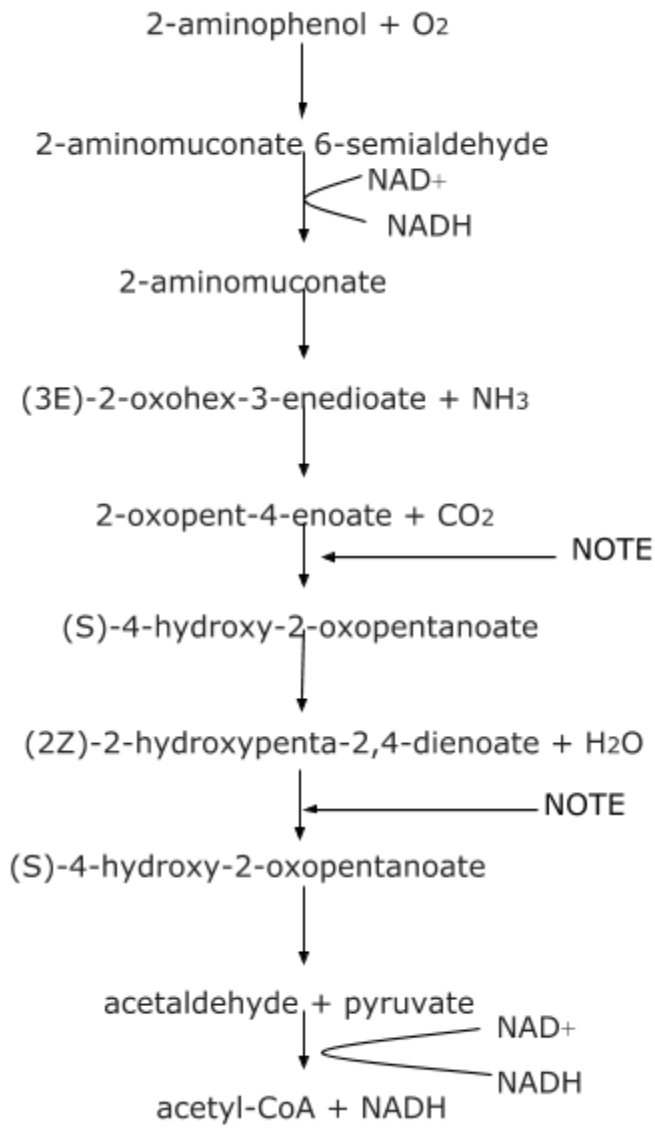 2-aminophenol + O2
2-aminomuconate 6-semialdehyde
NAD+
NADH
2-aminomuconate
(3E)-2-oxohex-3-enedioate + NH3
2-oxopent-4-enoate + CO2
NOTE
(S)-4-hydroxy-2-oxopentanoate
(2Z)-2-hydroxypenta-2,4-dienoate + H2O
NOTE
(S)-4-hydroxy-2-oxopentanoate
acetaldehyde + pyruvate
NAD+
NADH
acetyl-CoA + NADH